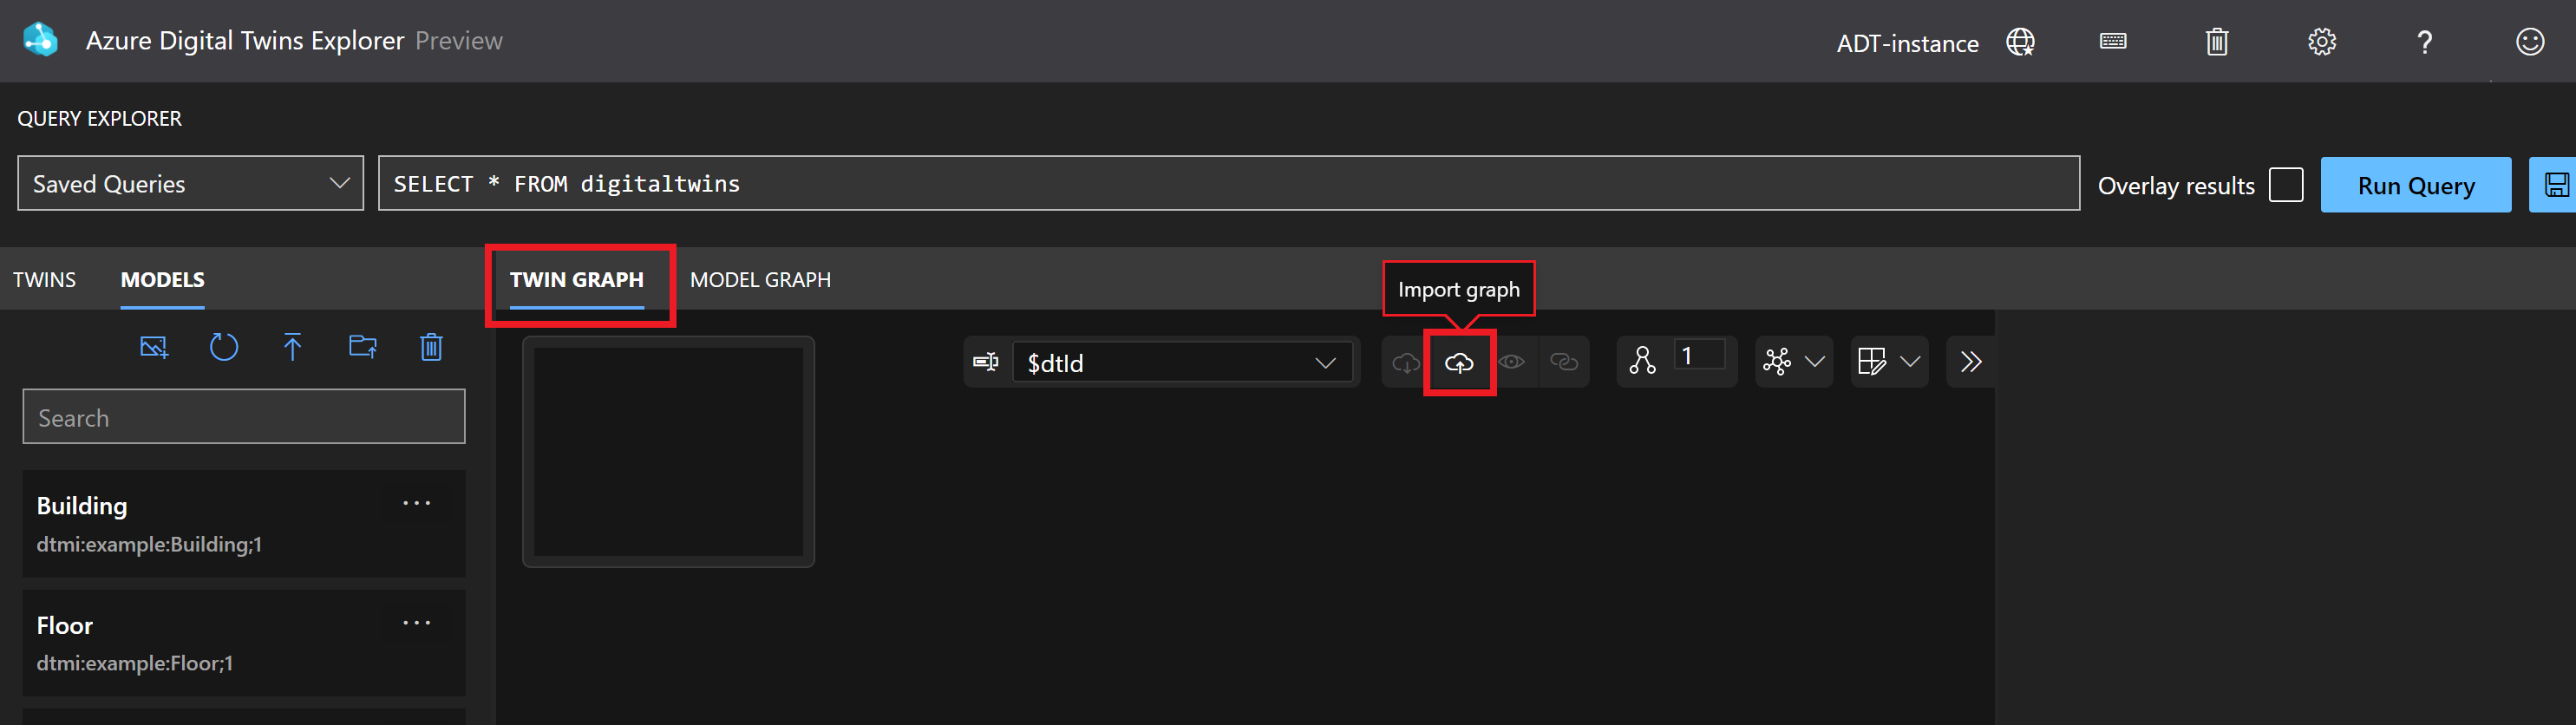 Azure Digital Twins Explorer Preview
ADT-instance
?
QUERY EXPLORER
Saved Queries
SELECT * FROM digitaltwins
Overlay results
Run Query
TWINS
MODELS
TWIN GRAPH
MODEL GRAPH
Import graph
$dtId
1
Search
Building
...
dtmi:example:Building;1
Floor
...
dtmi:example:Floor;1